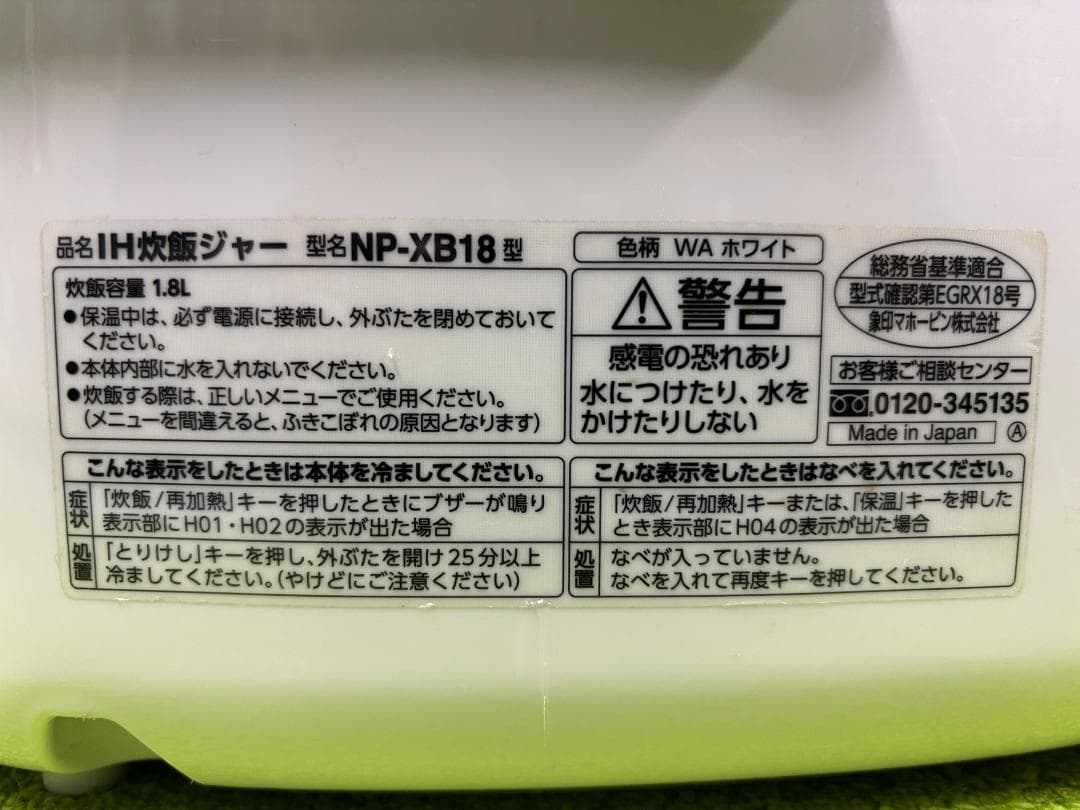 品名IH炊飯ジャー 型名NP-XB18型
炊飯容量 1.8L
●保温中は、必ず電源に接続し、外ぶたを閉めておいて
ください。
●本体内部に水を入れないでください。
●炊飯する際は、正しいメニューでご使用ください。
(メニューを間違えると、ふきこぼれの原因となります)
色柄 WA ホワイト
警告
感電の恐れあり
水につけたり、水を
かけたりしない
総務省基準適合
型式確認第EGRX18号
象印マホービン株式会社
お客様ご相談センター
0120-345135
Made in Japan Ⓐ
こんな表示をしたときは本体を冷ましてください。
症状 「炊飯/再加熱」キーを押したときにブザーが鳴り
表示部にH01・H02の表示が出た場合
処置 「とりけし」キーを押し、外ぶたを開け25分以上
冷ましてください。(やけどにご注意ください)
こんな表示をしたときはなべを入れてください。
症状 「炊飯/再加熱」キーまたは、「保温」キーを押した
とき表示部にH04の表示が出た場合
処置 なべが入っていません。
なべを入れて再度キーを押してください。